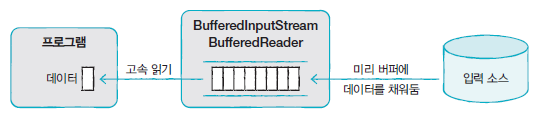 프로그램
데이터
고속 읽기
BufferedInputStream
BufferedReader
미리 버퍼에
데이터를 채워둠
입력 소스